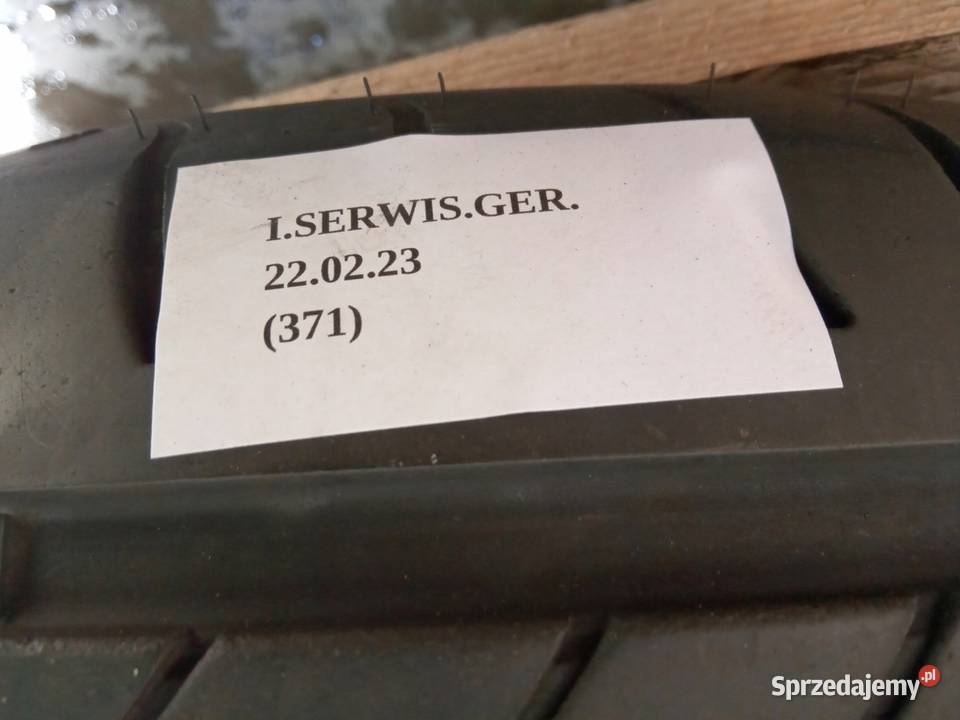 I.SERWIS.GER.
22.02.23
(371)
Sprzedajemy.pl